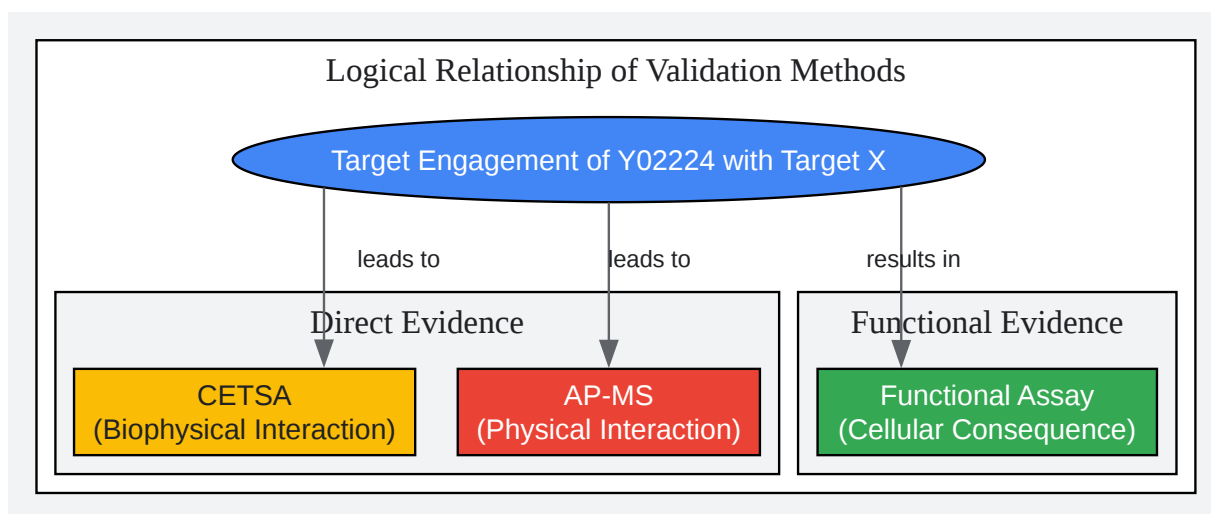 Logical Relationship of Validation Methods
Target Engagement of Y02224 with Target X
leads to
leads to
results in
Direct Evidence
Functional Evidence
CETSA
(Biophysical Interaction)
AP-MS
(Physical Interaction)
Functional Assay
(Cellular Consequence)